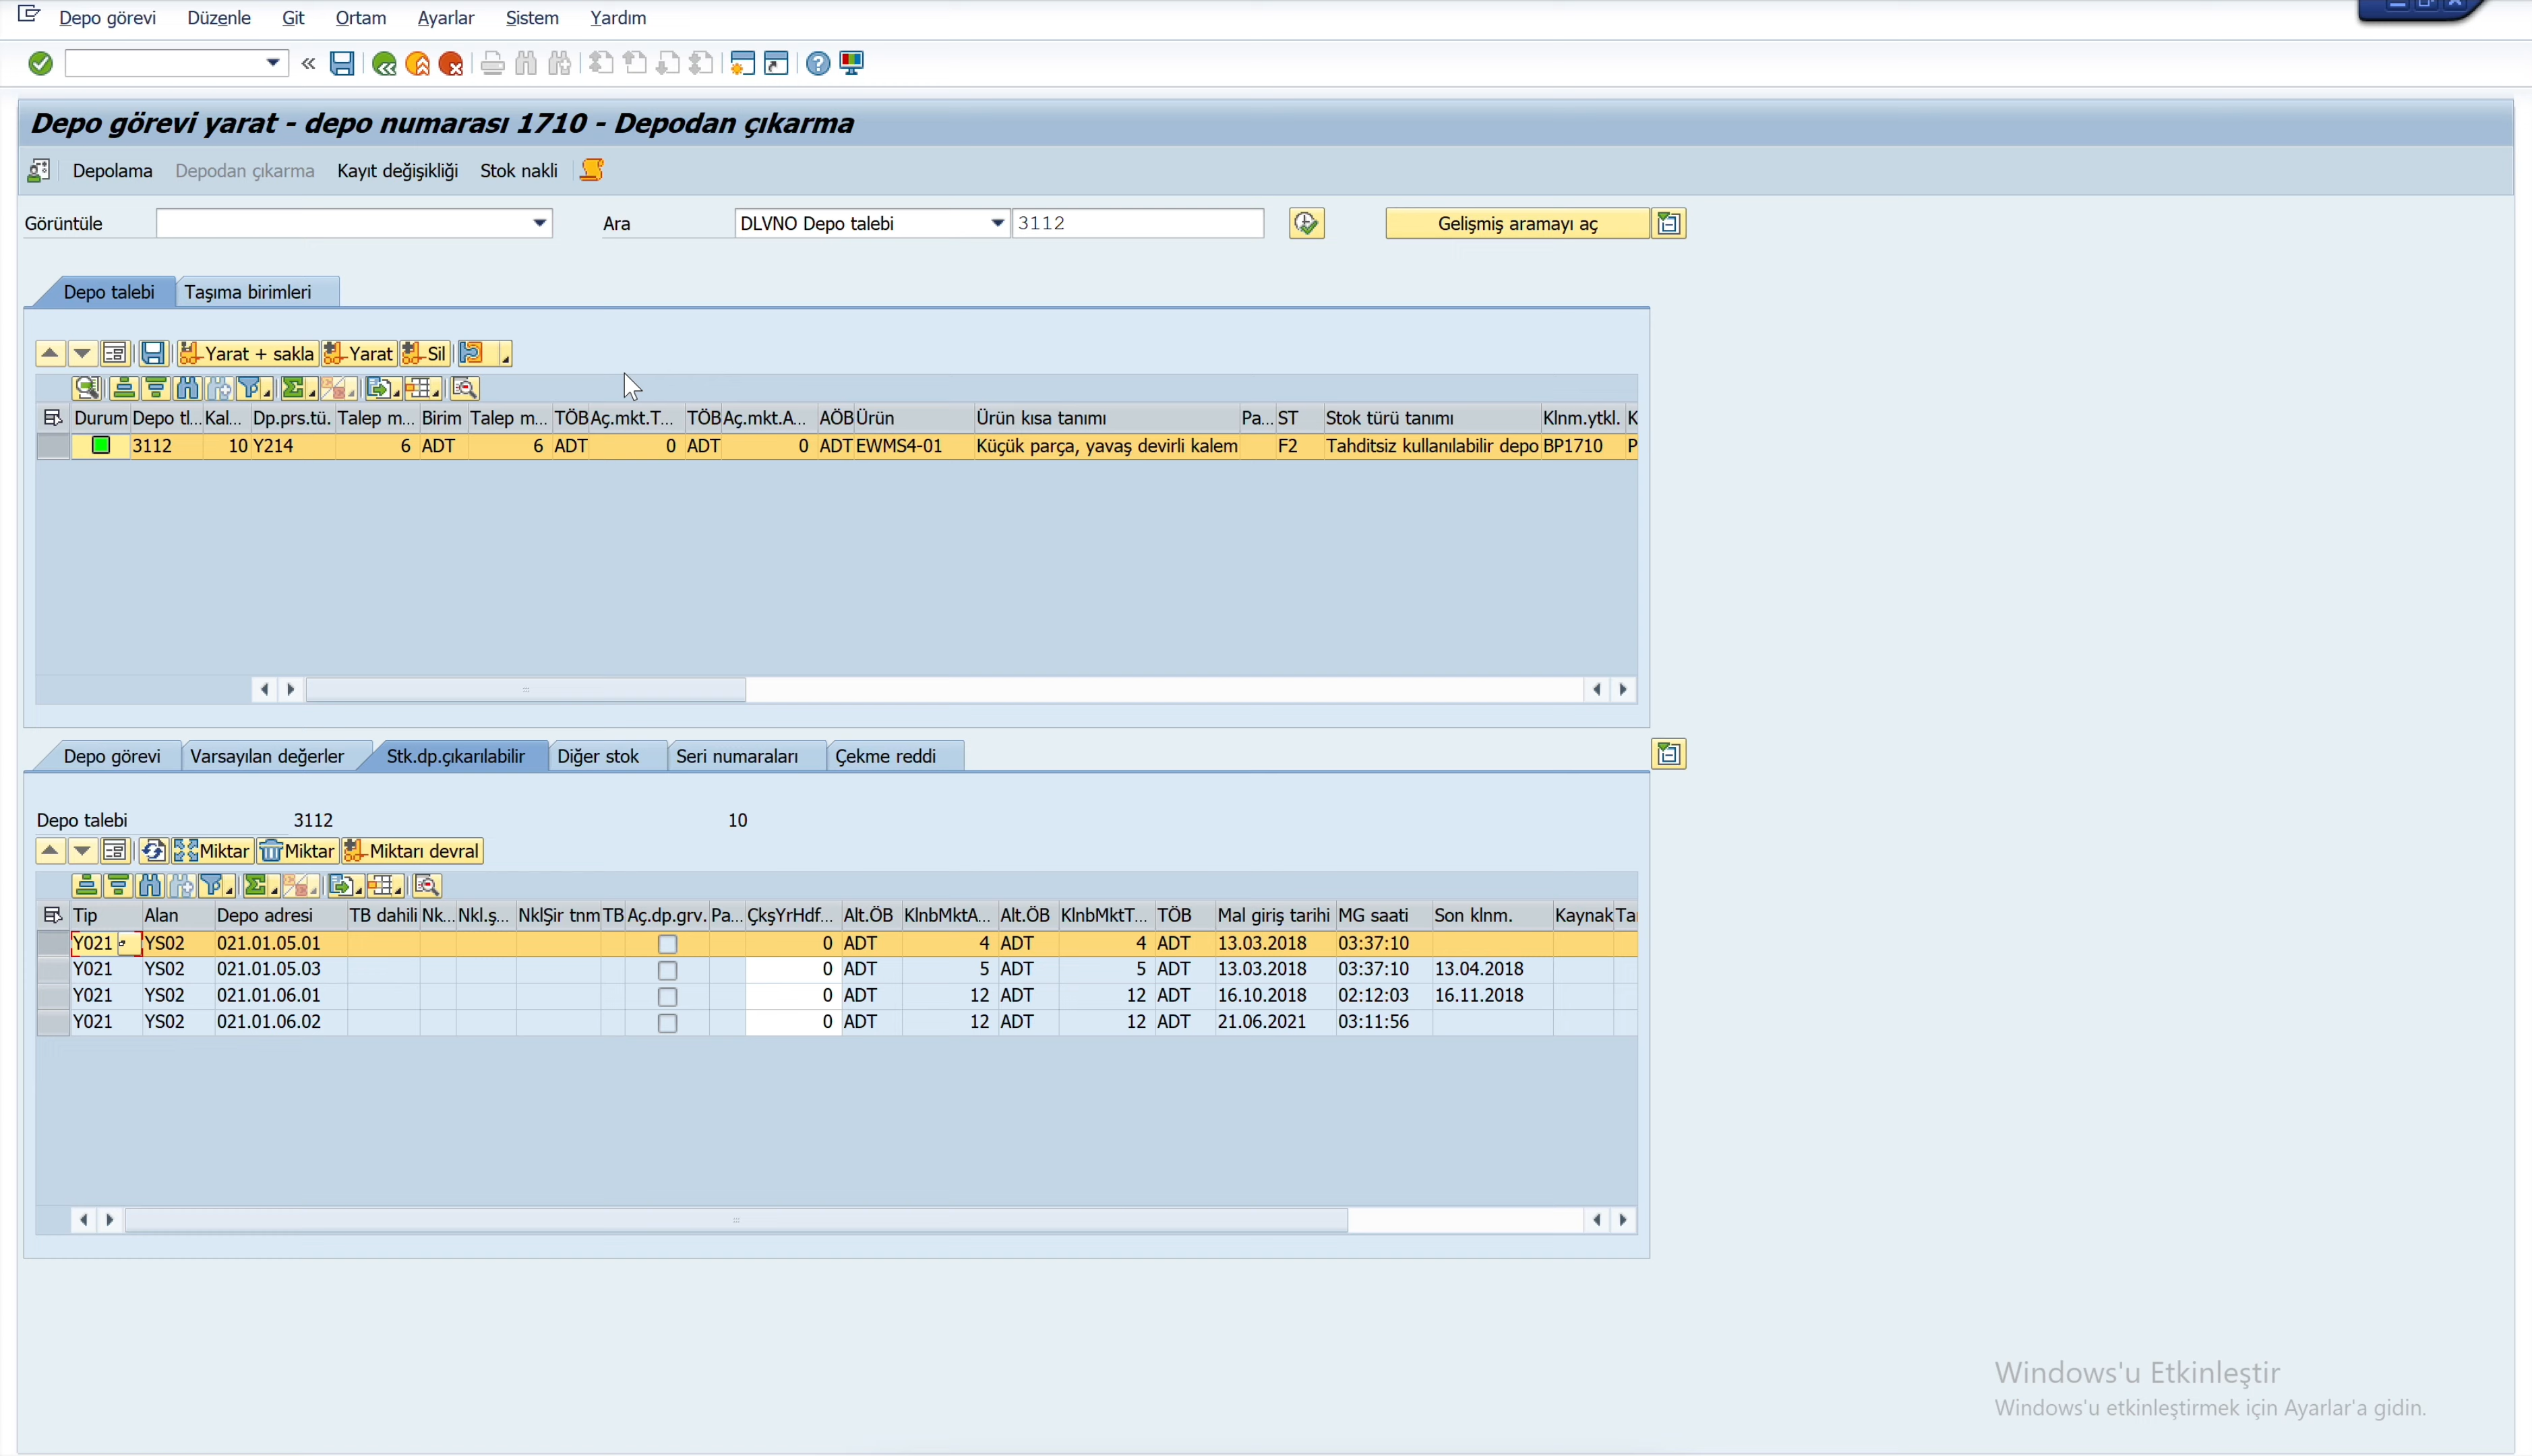 Depo görevi Düzenle Git Ortam Ayarlar Sistem Yardım
Depo görevi yarat - depo numarası 1710 - Depodan çıkarma
Depolama Depodan çıkarma Kayıt değişikliği Stok nakli
Görüntüle Ara DLVNO Depo talebi 3112 Gelişmiş aramayı aç
Depo talebi Taşıma birimleri
Yarat + sakla Yarat Sil
Durum Depo tl... Kal... Dp.prs.tü. Talep m... Birim Talep m... TÖB Aç.mkt.T... TÖB Aç.mkt.A... AÖB Ürün Ürün kısa tanımı Pa... ST Stok türü tanımı Klnm.ytkl. K
3112 10 Y214 6 ADT 6 ADT 0 ADT 0 ADT EWMS4-01 Küçük parça, yavaş devirli kalem F2 Tahditsiz kullanılabilir depo BP1710 P
Depo görevi Varsayılan değerler Stk.dp.çıkarılabilir Diğer stok Seri numaraları Çekme reddi
Depo talebi 3112 10
Miktar Miktar Miktarı devral
Tip Alan Depo adresi TB dahili Nk... Nkl.ş... NklŞir tnm TB Aç.dp.grv. Pa... ÇkşYrHdf... Alt.ÖB KlnbMktA... Alt.ÖB KlnbMktT... TÖB Mal giriş tarihi MG saati Son klnm. Kaynak Ta
Y021 YS02 021.01.05.01 0 ADT 4 ADT 4 ADT 13.03.2018 03:37:10
Y021 YS02 021.01.05.03 0 ADT 5 ADT 5 ADT 13.03.2018 03:37:10 13.04.2018
Y021 YS02 021.01.06.01 0 ADT 12 ADT 12 ADT 16.10.2018 02:12:03 16.11.2018
Y021 YS02 021.01.06.02 0 ADT 12 ADT 12 ADT 21.06.2021 03:11:56
Windows'u Etkinleştir
Windows'u etkinleştirmek için Ayarlar'a gidin.